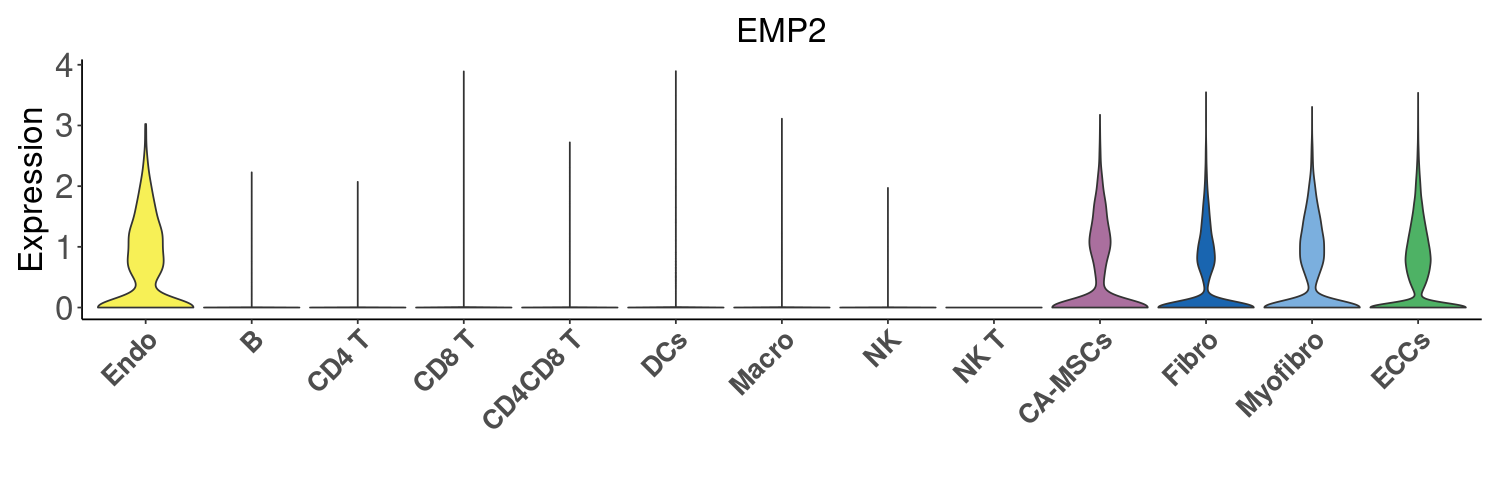 EMP2
Expression
4
3
2
1
0
Endo
B
CD4 T
CD8 T
CD4CD8 T
DCs
Macro
NK
NK T
CA-MSCs
Fibro
Myofibro
ECCs